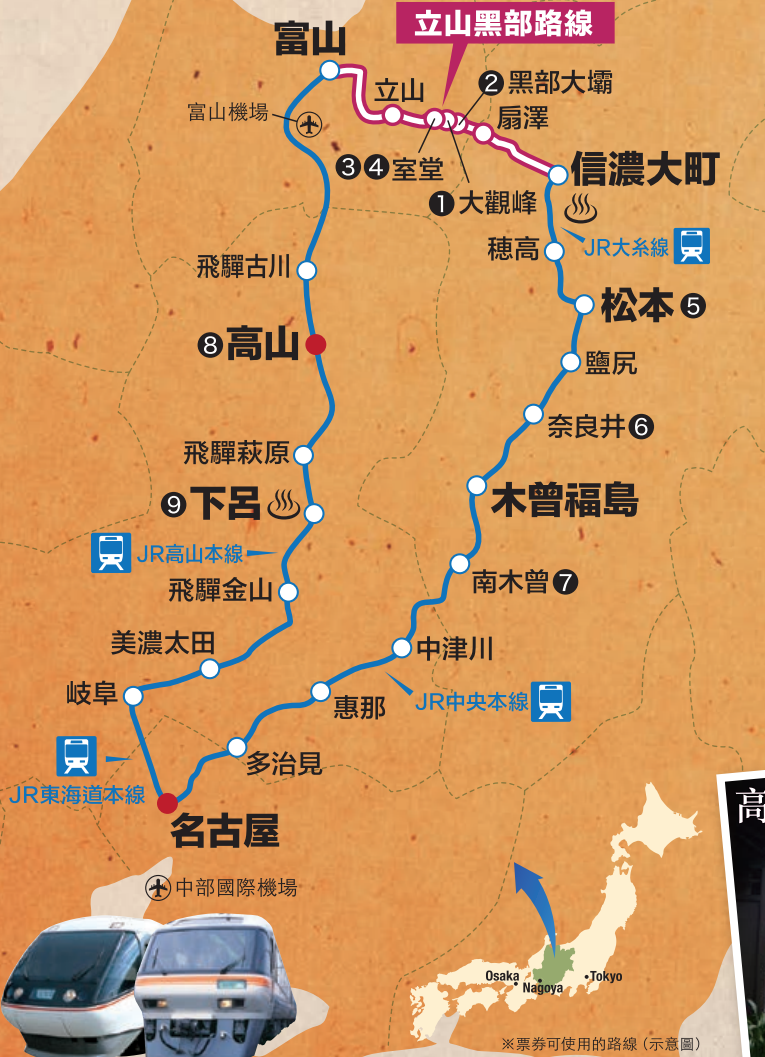 立山黑部路線
富山
立山
❷黑部大壩
富山機場
扇澤
❸❹室堂
信濃大町
❶大觀峰
穂高
JR大糸線
飛驒古川
松本❺
❽高山
鹽尻
奈良井❻
飛驒萩原
木曾福島
❾下呂
JR高山本線
南木曾❼
飛驒金山
美濃太田
中津川
岐阜
惠那
JR中央本線
多治見
JR東海道本線
名古屋
高
中部國際機場
Osaka
Nagoya
Tokyo
※票券可使用的路線（示意圖）